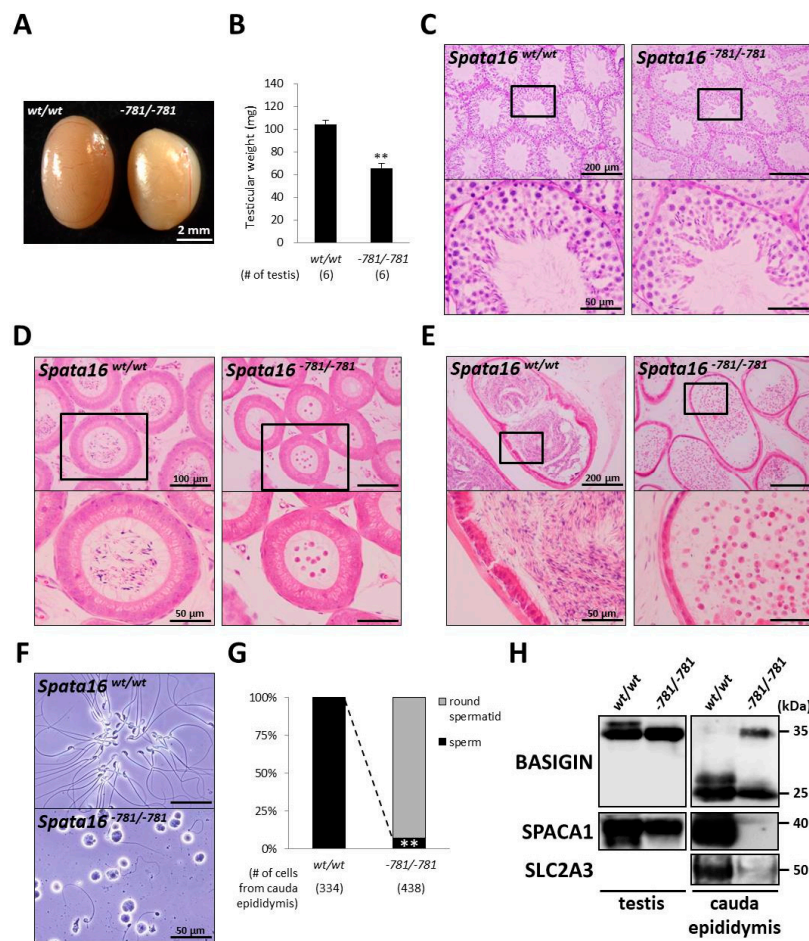 A
wt/wt
-781/-781
2 mm
B
Testicular weight (mg)
140
120
100
80
60
40
20
0
**
wt/wt
-781/-781
(# of testis)
(6)
(6)
C
Spata16 wt/wt
Spata16 -781/-781
200 µm
50 µm
D
Spata16 wt/wt
Spata16 -781/-781
100 µm
50 µm
E
Spata16 wt/wt
Spata16 -781/-781
200 µm
50 µm
F
Spata16 wt/wt
Spata16 -781/-781
50 µm
G
100%
75%
50%
25%
0%
round
spermatid
sperm
**
wt/wt
-781/-781
(# of cells
from cauda
epididymis)
(334)
(438)
H
wt/wt
-781/-781
wt/wt
-781/-781
(kDa)
BASIGIN
35
25
SPACA1
40
SLC2A3
50
testis
cauda
epididymis